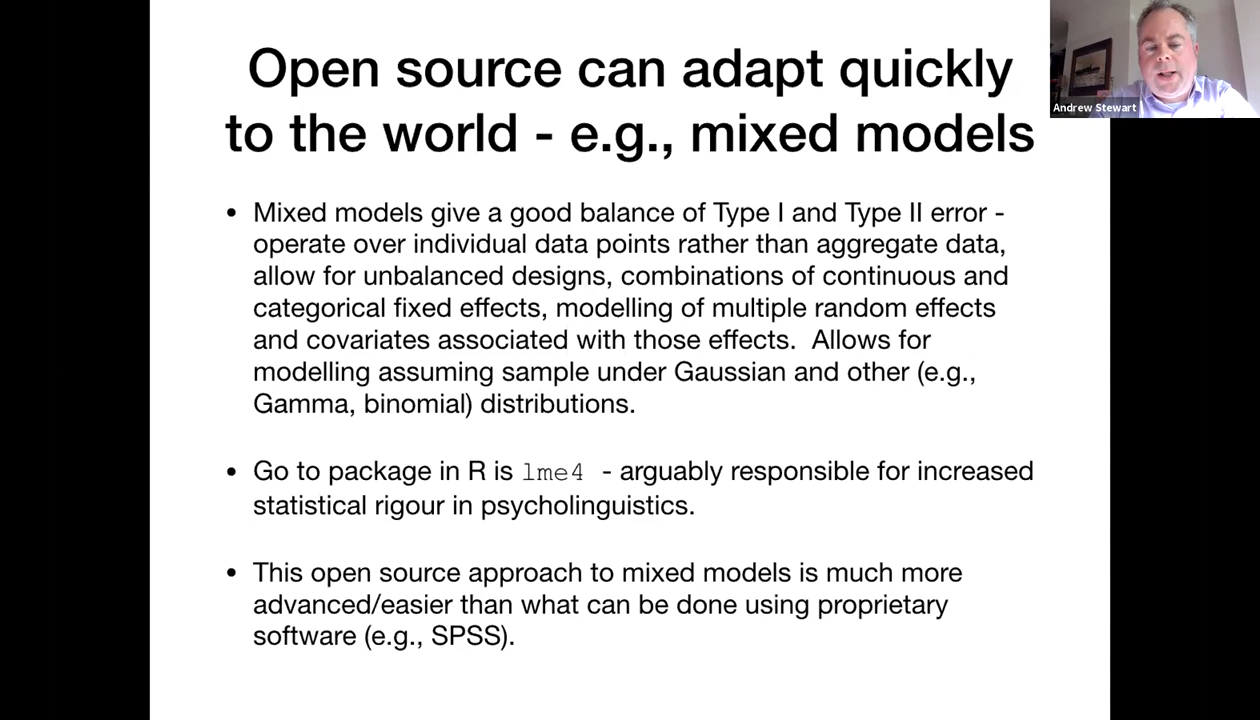 Open source can adapt quickly
to the world - e.g., mixed models
Andrew Stewart
• Mixed models give a good balance of Type I and Type II error -
operate over individual data points rather than aggregate data,
allow for unbalanced designs, combinations of continuous and
categorical fixed effects, modelling of multiple random effects
and covariates associated with those effects.  Allows for
modelling assuming sample under Gaussian and other (e.g.,
Gamma, binomial) distributions.
• Go to package in R is lme4 - arguably responsible for increased
statistical rigour in psycholinguistics.
• This open source approach to mixed models is much more
advanced/easier than what can be done using proprietary
software (e.g., SPSS).